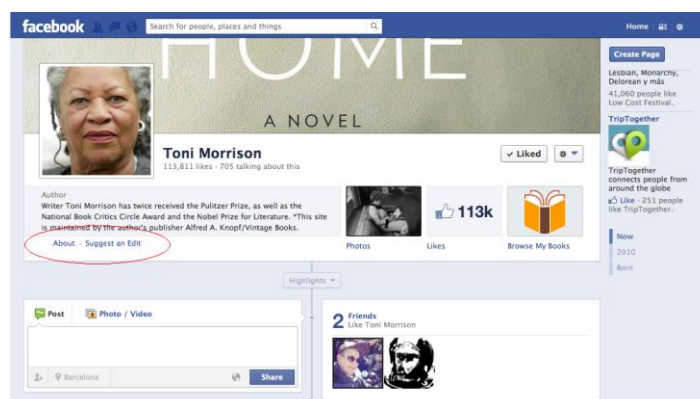 facebook
Search for people, places and things
Home
HOME
A NOVEL
Toni Morrison
113,811 likes · 705 talking about this
Liked
Author
Writer Toni Morrison has twice received the Pulitzer Prize, as well as the
National Book Critics Circle Award and the Nobel Prize for Literature. *This site
is maintained by the author's publisher Alfred A. Knopf/Vintage Books.
About · Suggest an Edit
Photos
113k
Likes
Browse My Books
Highlights
Post
Photo / Video
Barcelona
Share
2 Friends
Like Toni Morrison
Create Page
Lesbian, Monarchy,
Delorean y más
41,060 people like
Low Cost Festival.
TripTogether
TripTogether
connects people from
around the globe
Like · 251 people
like TripTogether.
Now
2010
Born